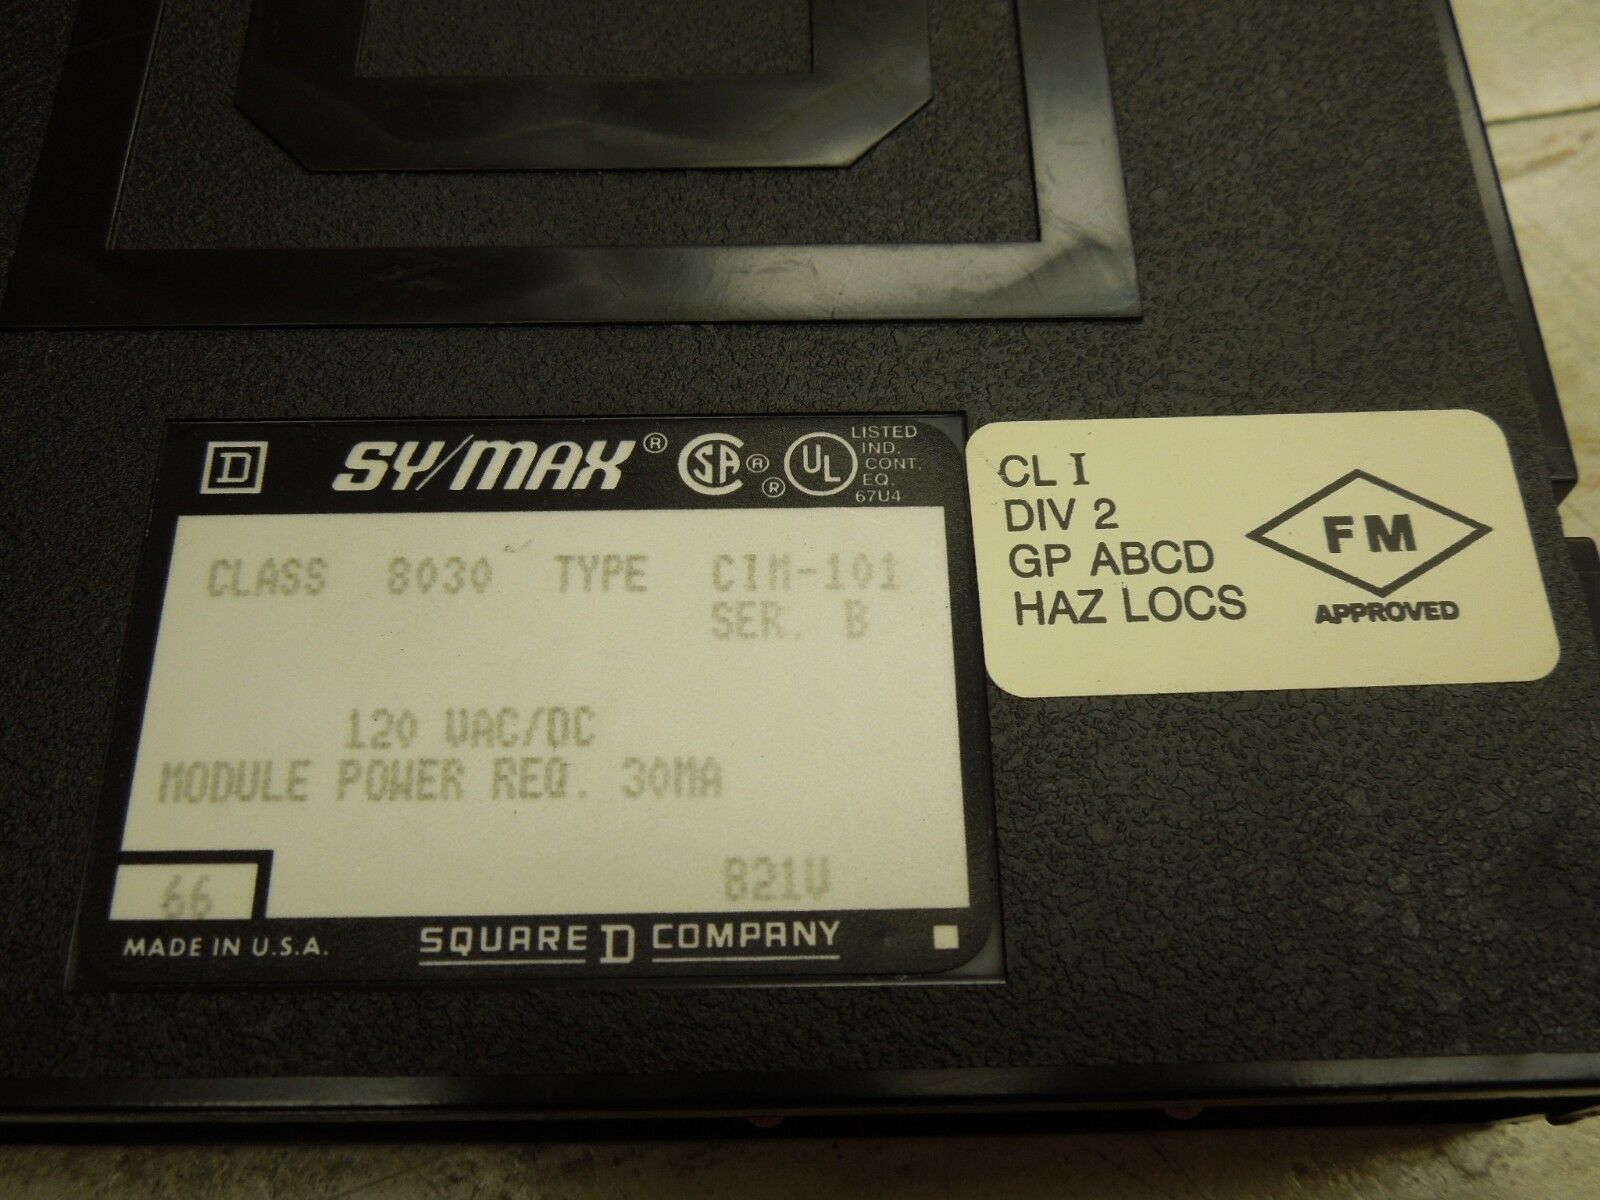 D SY/MAX® SA® ®UL LISTED
IND.
CONT.
EQ.
67U4
CLASS 8030 TYPE CIM-101
SER. B
120 VAC/DC
MODULE POWER REQ. 30MA
66
B21V
MADE IN U.S.A. SQUARE D COMPANY
CL I
DIV 2
GP ABCD
HAZ LOCS
FM
APPROVED